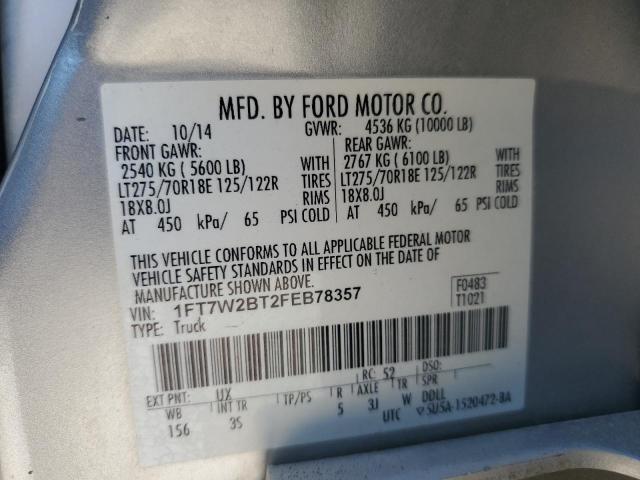 MFD. BY FORD MOTOR CO.
DATE: 10/14 GVWR: 4536 KG (10000 LB)
FRONT GAWR: REAR GAWR:
2540 KG ( 5600 LB) WITH 2767 KG ( 6100 LB) WITH
LT275/70R18E 125/122R TIRES LT275/70R18E 125/122R TIRES
18X8.0J RIMS 18X8.0J RIMS
AT 450 kPa/ 65 PSI COLD AT 450 kPa/ 65 PSI COLD
THIS VEHICLE CONFORMS TO ALL APPLICABLE FEDERAL MOTOR
VEHICLE SAFETY STANDARDS IN EFFECT ON THE DATE OF
MANUFACTURE SHOWN ABOVE.
VIN: 1FT7W2BT2FEB78357 F0483
TYPE: Truck T1021
EXT PNT: UX RC: 52 DSO:
WB INT TR TP/PS R AXLE TR SPR
156 3S 5 3J W DDLL
UTC SU5A-1520472-BA